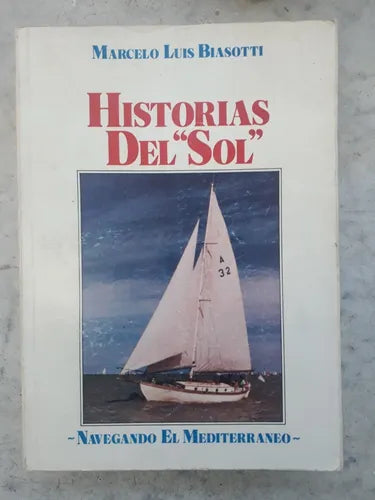 MARCELO LUIS BIASOTTI
HISTORIAS
DEL "SOL"
A
32
~ NAVEGANDO EL MEDITERRANEO ~